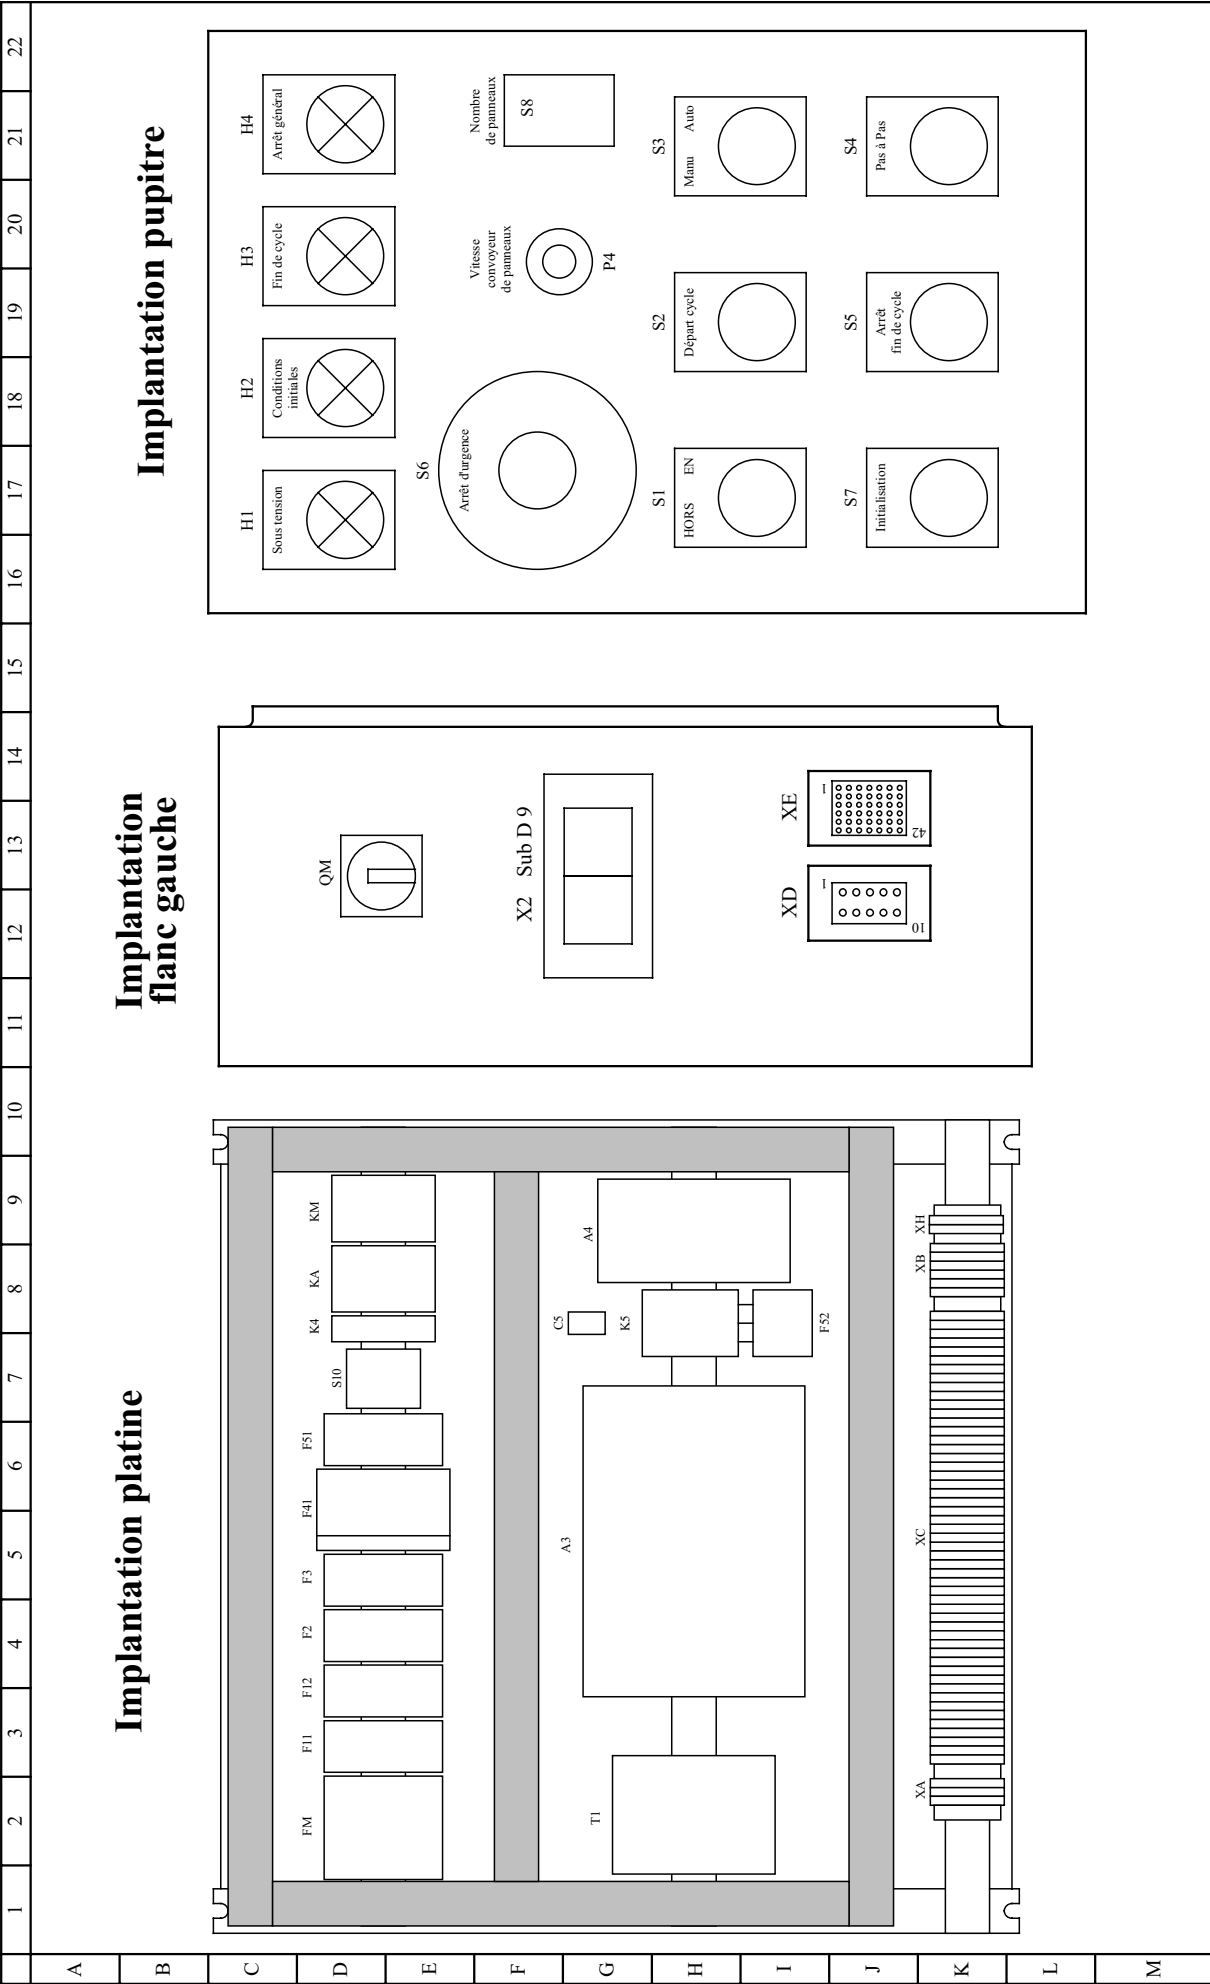 1 2 3 4 5 6 7 8 9 10 11 12 13 14 15 16 17 18 19 20 21 22
A
B
C
D
E
F
G
H
I
J
K
L
M
Implantation platine
FM F11 F12 F2 F3 F41 F51 S10 K4 KA KM
T1 A3 C5 K5 F52 A4
XA XC XB XH
Implantation
flanc gauche
QM
X2 Sub D 9
XD
1
10
XE
1
42
Implantation pupitre
H1
Sous tension
H2
Conditions
initiales
H3
Fin de cycle
H4
Arrêt général
S6
Arrêt d'urgence
Vitesse
convoyeur
de panneaux
P4
Nombre
de panneaux
S8
S1
HORS EN
S2
Départ cycle
S3
Manu Auto
S7
Initialisation
S5
Arrêt
fin de cycle
S4
Pas à Pas